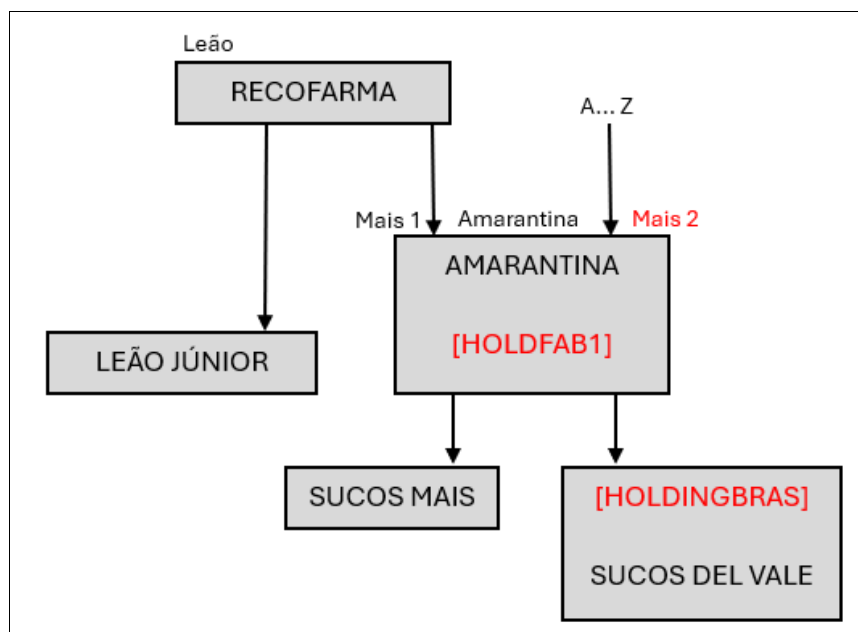 Leão
RECOFARMA
A... Z
Mais 1 Amarantina Mais 2
AMARANTINA
[HOLDFAB1]
LEÃO JÚNIOR
SUCOS MAIS
[HOLDINGBRAS]
SUCOS DEL VALE